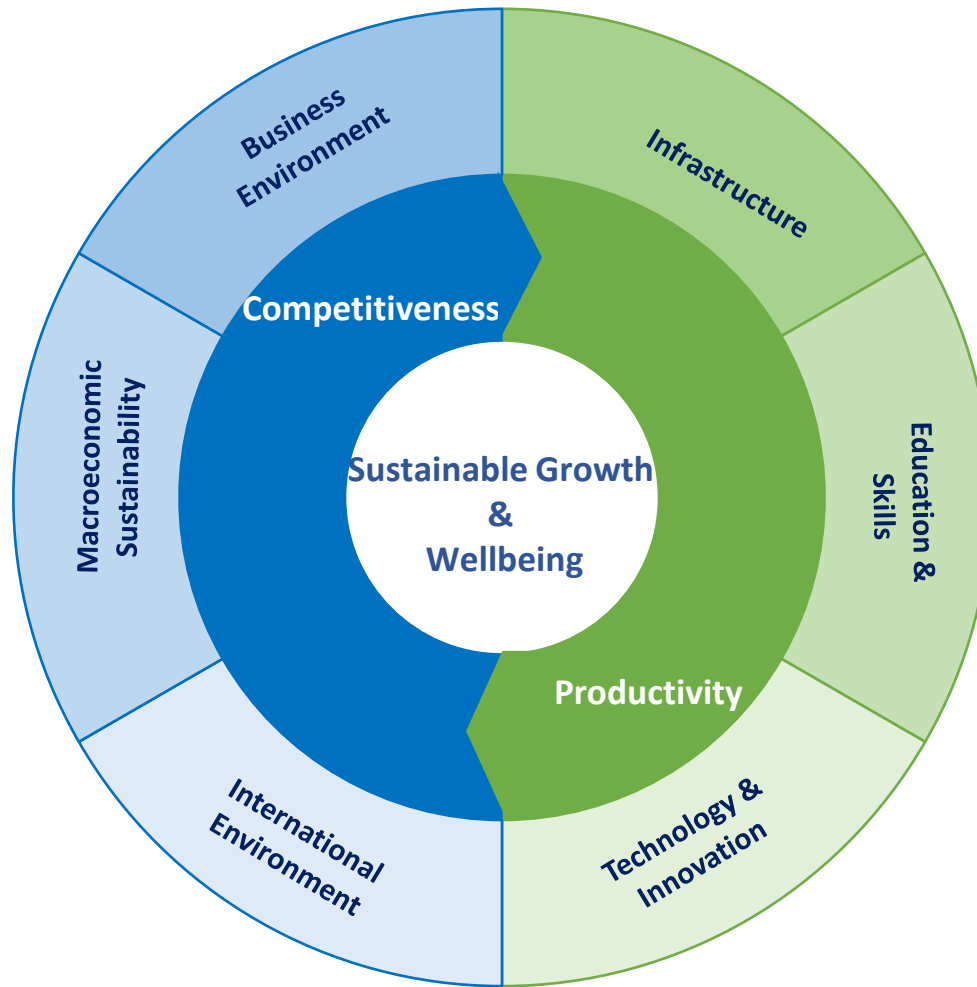 Business
Environment
Infrastructure
Competitiveness
Macroeconomic
Sustainability
Sustainable Growth
&
Wellbeing
Education &
Skills
Productivity
International
Environment
Technology &
Innovation